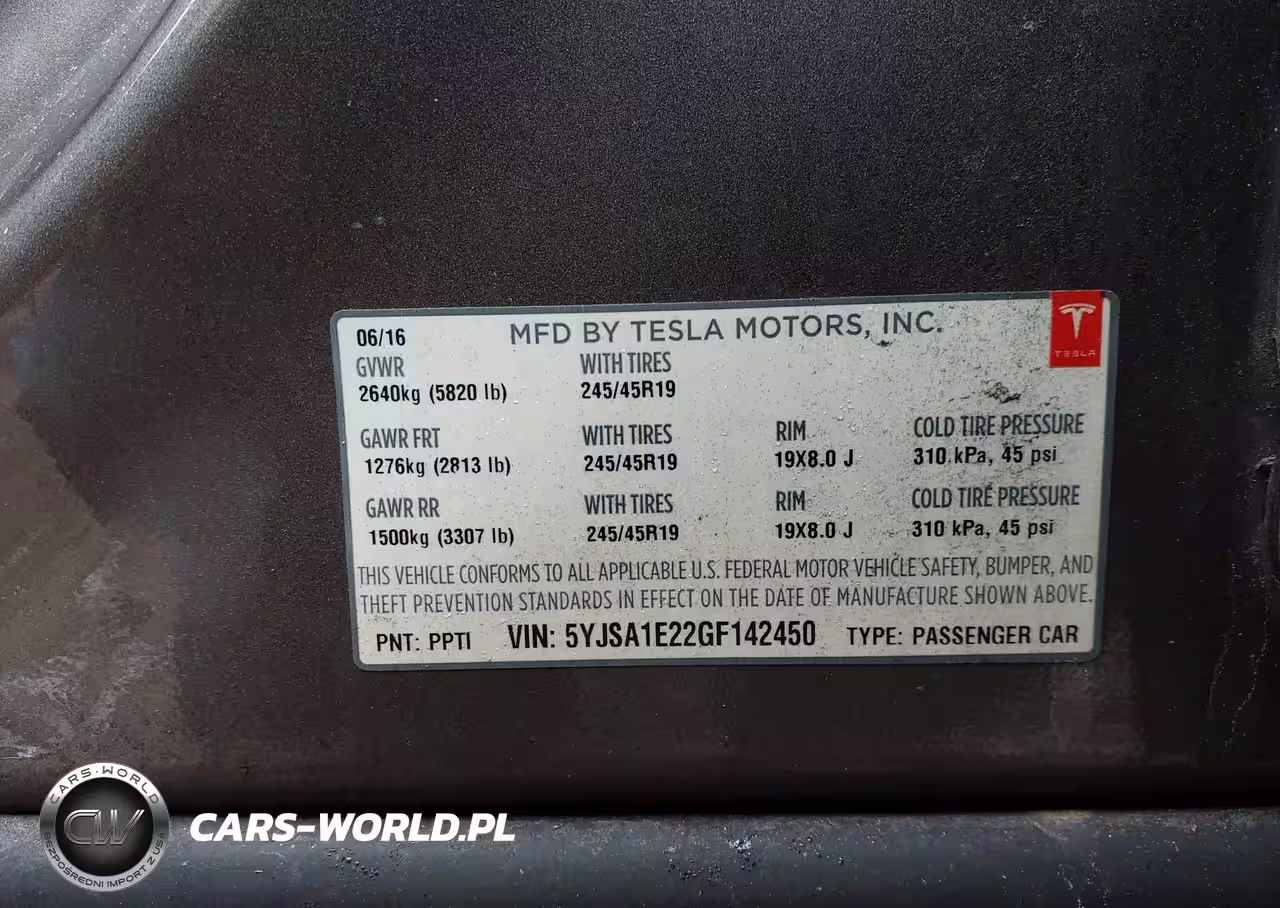 06/16 MFD BY TESLA MOTORS, INC.
TESLA
GVWR WITH TIRES
2640kg (5820 lb) 245/45R19
GAWR FRT WITH TIRES RIM COLD TIRE PRESSURE
1276kg (2813 lb) 245/45R19 19X8.0 J 310 kPa, 45 psi
GAWR RR WITH TIRES RIM COLD TIRE PRESSURE
1500kg (3307 lb) 245/45R19 19X8.0 J 310 kPa, 45 psi
THIS VEHICLE CONFORMS TO ALL APPLICABLE U.S. FEDERAL MOTOR VEHICLE SAFETY, BUMPER, AND
THEFT PREVENTION STANDARDS IN EFFECT ON THE DATE OF MANUFACTURE SHOWN ABOVE.
PNT: PPTI VIN: 5YJSA1E22GF142450 TYPE: PASSENGER CAR
CARS-WORLD
CW
BEZPOŚREDNI IMPORT Z USA
CARS-WORLD.PL